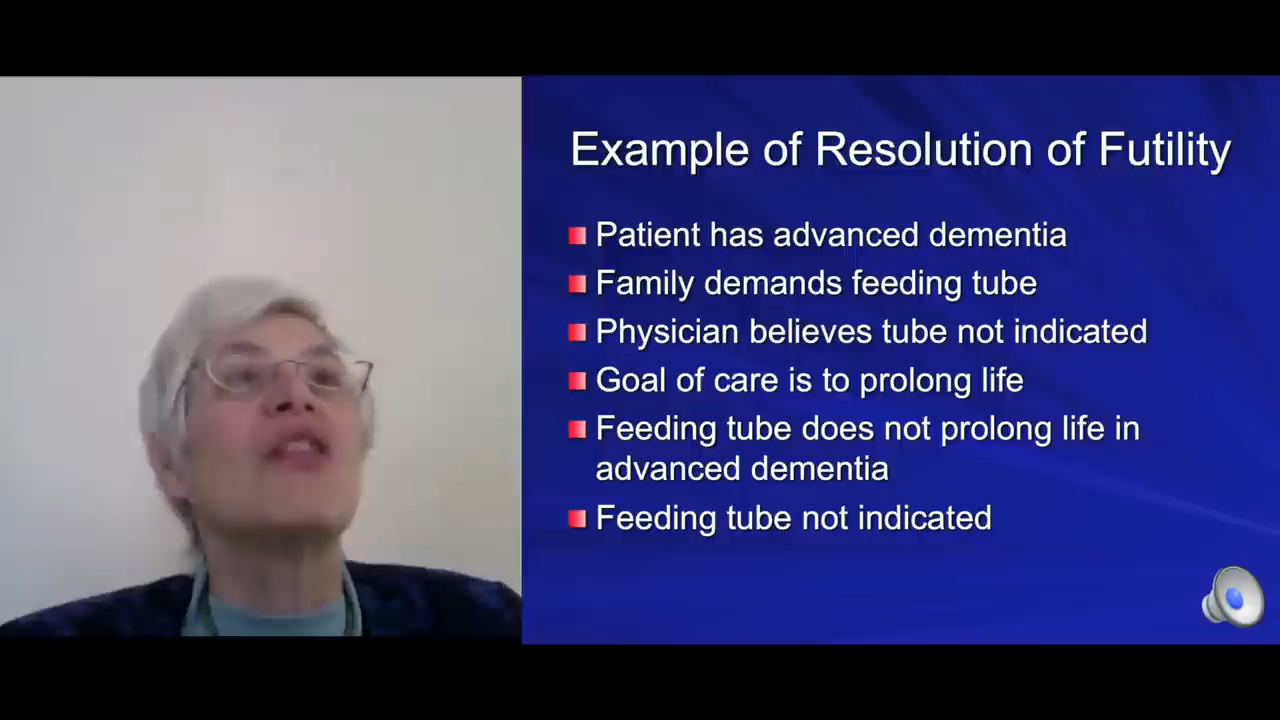 Example of Resolution of Futility
Patient has advanced dementia
Family demands feeding tube
Physician believes tube not indicated
Goal of care is to prolong life
Feeding tube does not prolong life in
advanced dementia
Feeding tube not indicated